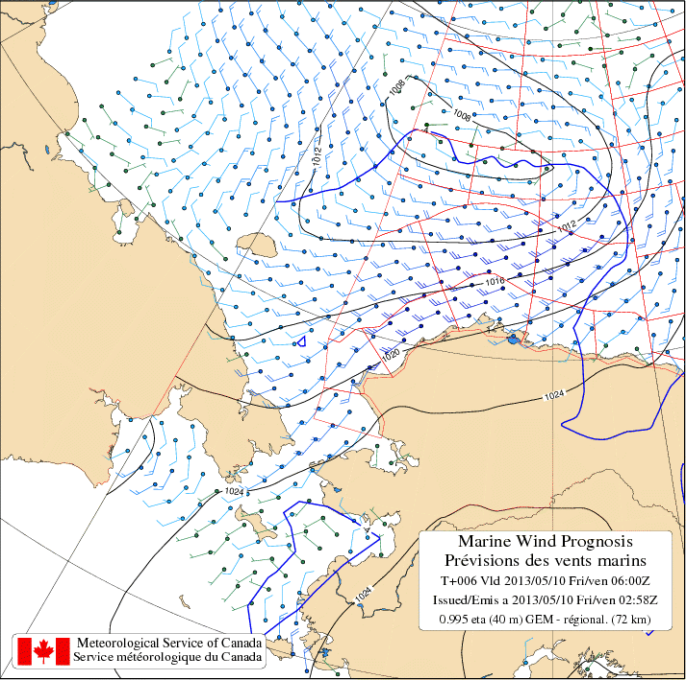 1008
1008
1012
1012
1016
1020
1024
1024
1024
Marine Wind Prognosis
Prévisions des vents marins
T+006 Vld 2013/05/10 Fri/ven 06:00Z
Issued/Emis a 2013/05/10 Fri/ven 02:58Z
0.995 eta (40 m) GEM - régional. (72 km)
Meteorological Service of Canada
Service météorologique du Canada